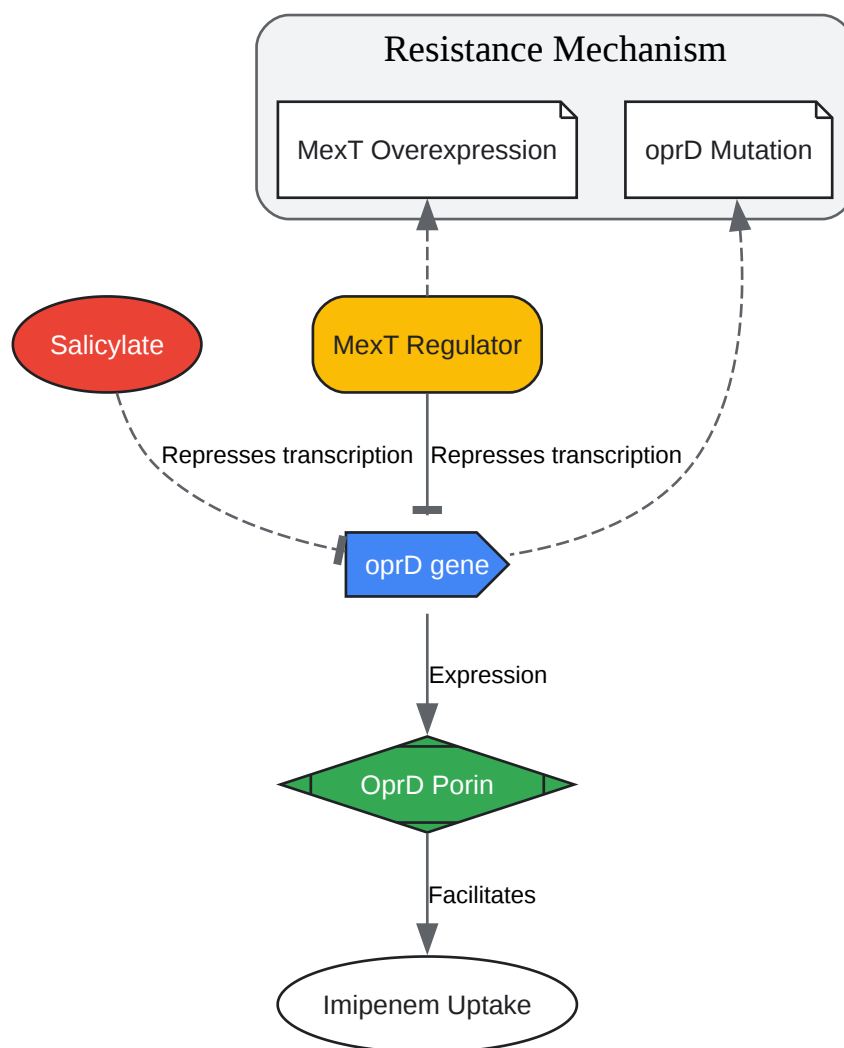 Resistance Mechanism
MexT Overexpression
oprD Mutation
Salicylate
MexT Regulator
Represses transcription
Represses transcription
oprD gene
Expression
OprD Porin
Facilitates
Imipenem Uptake